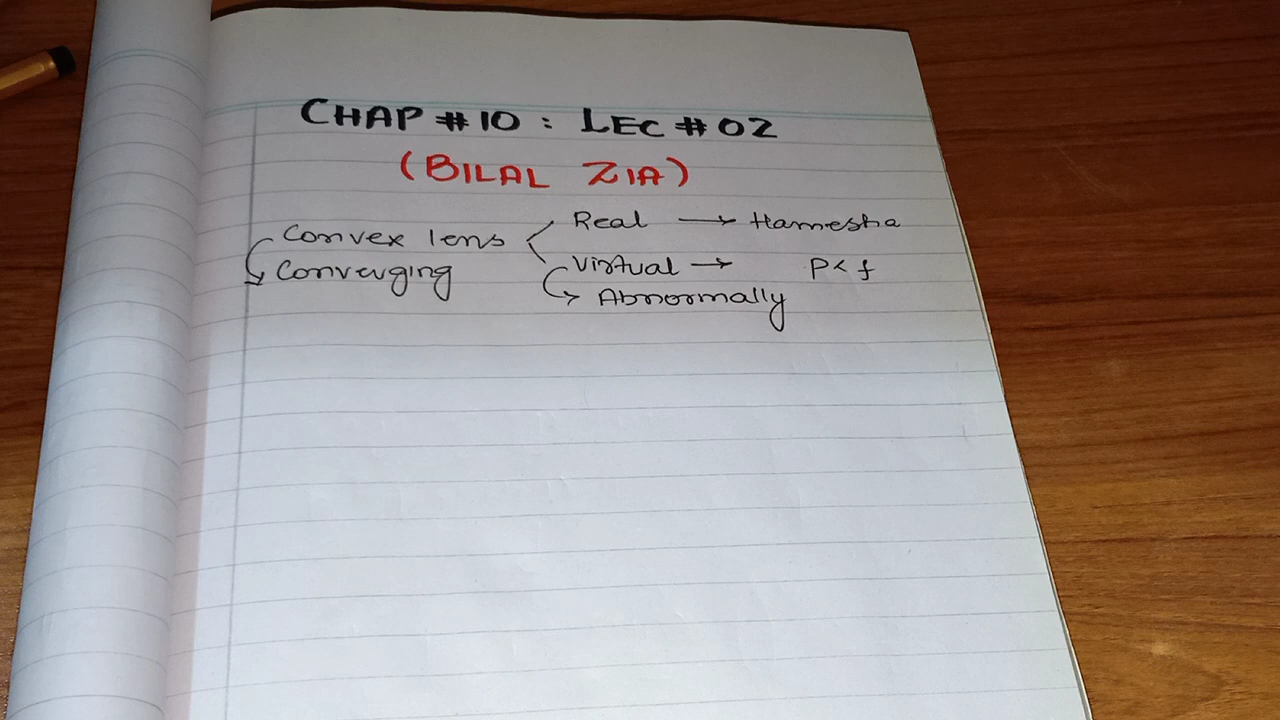 CHAP # 10 : LEC # 02
(BILAL ZIA)
Convex lens Real → Hamesha
Converging Virtual → P < f
Abnormally